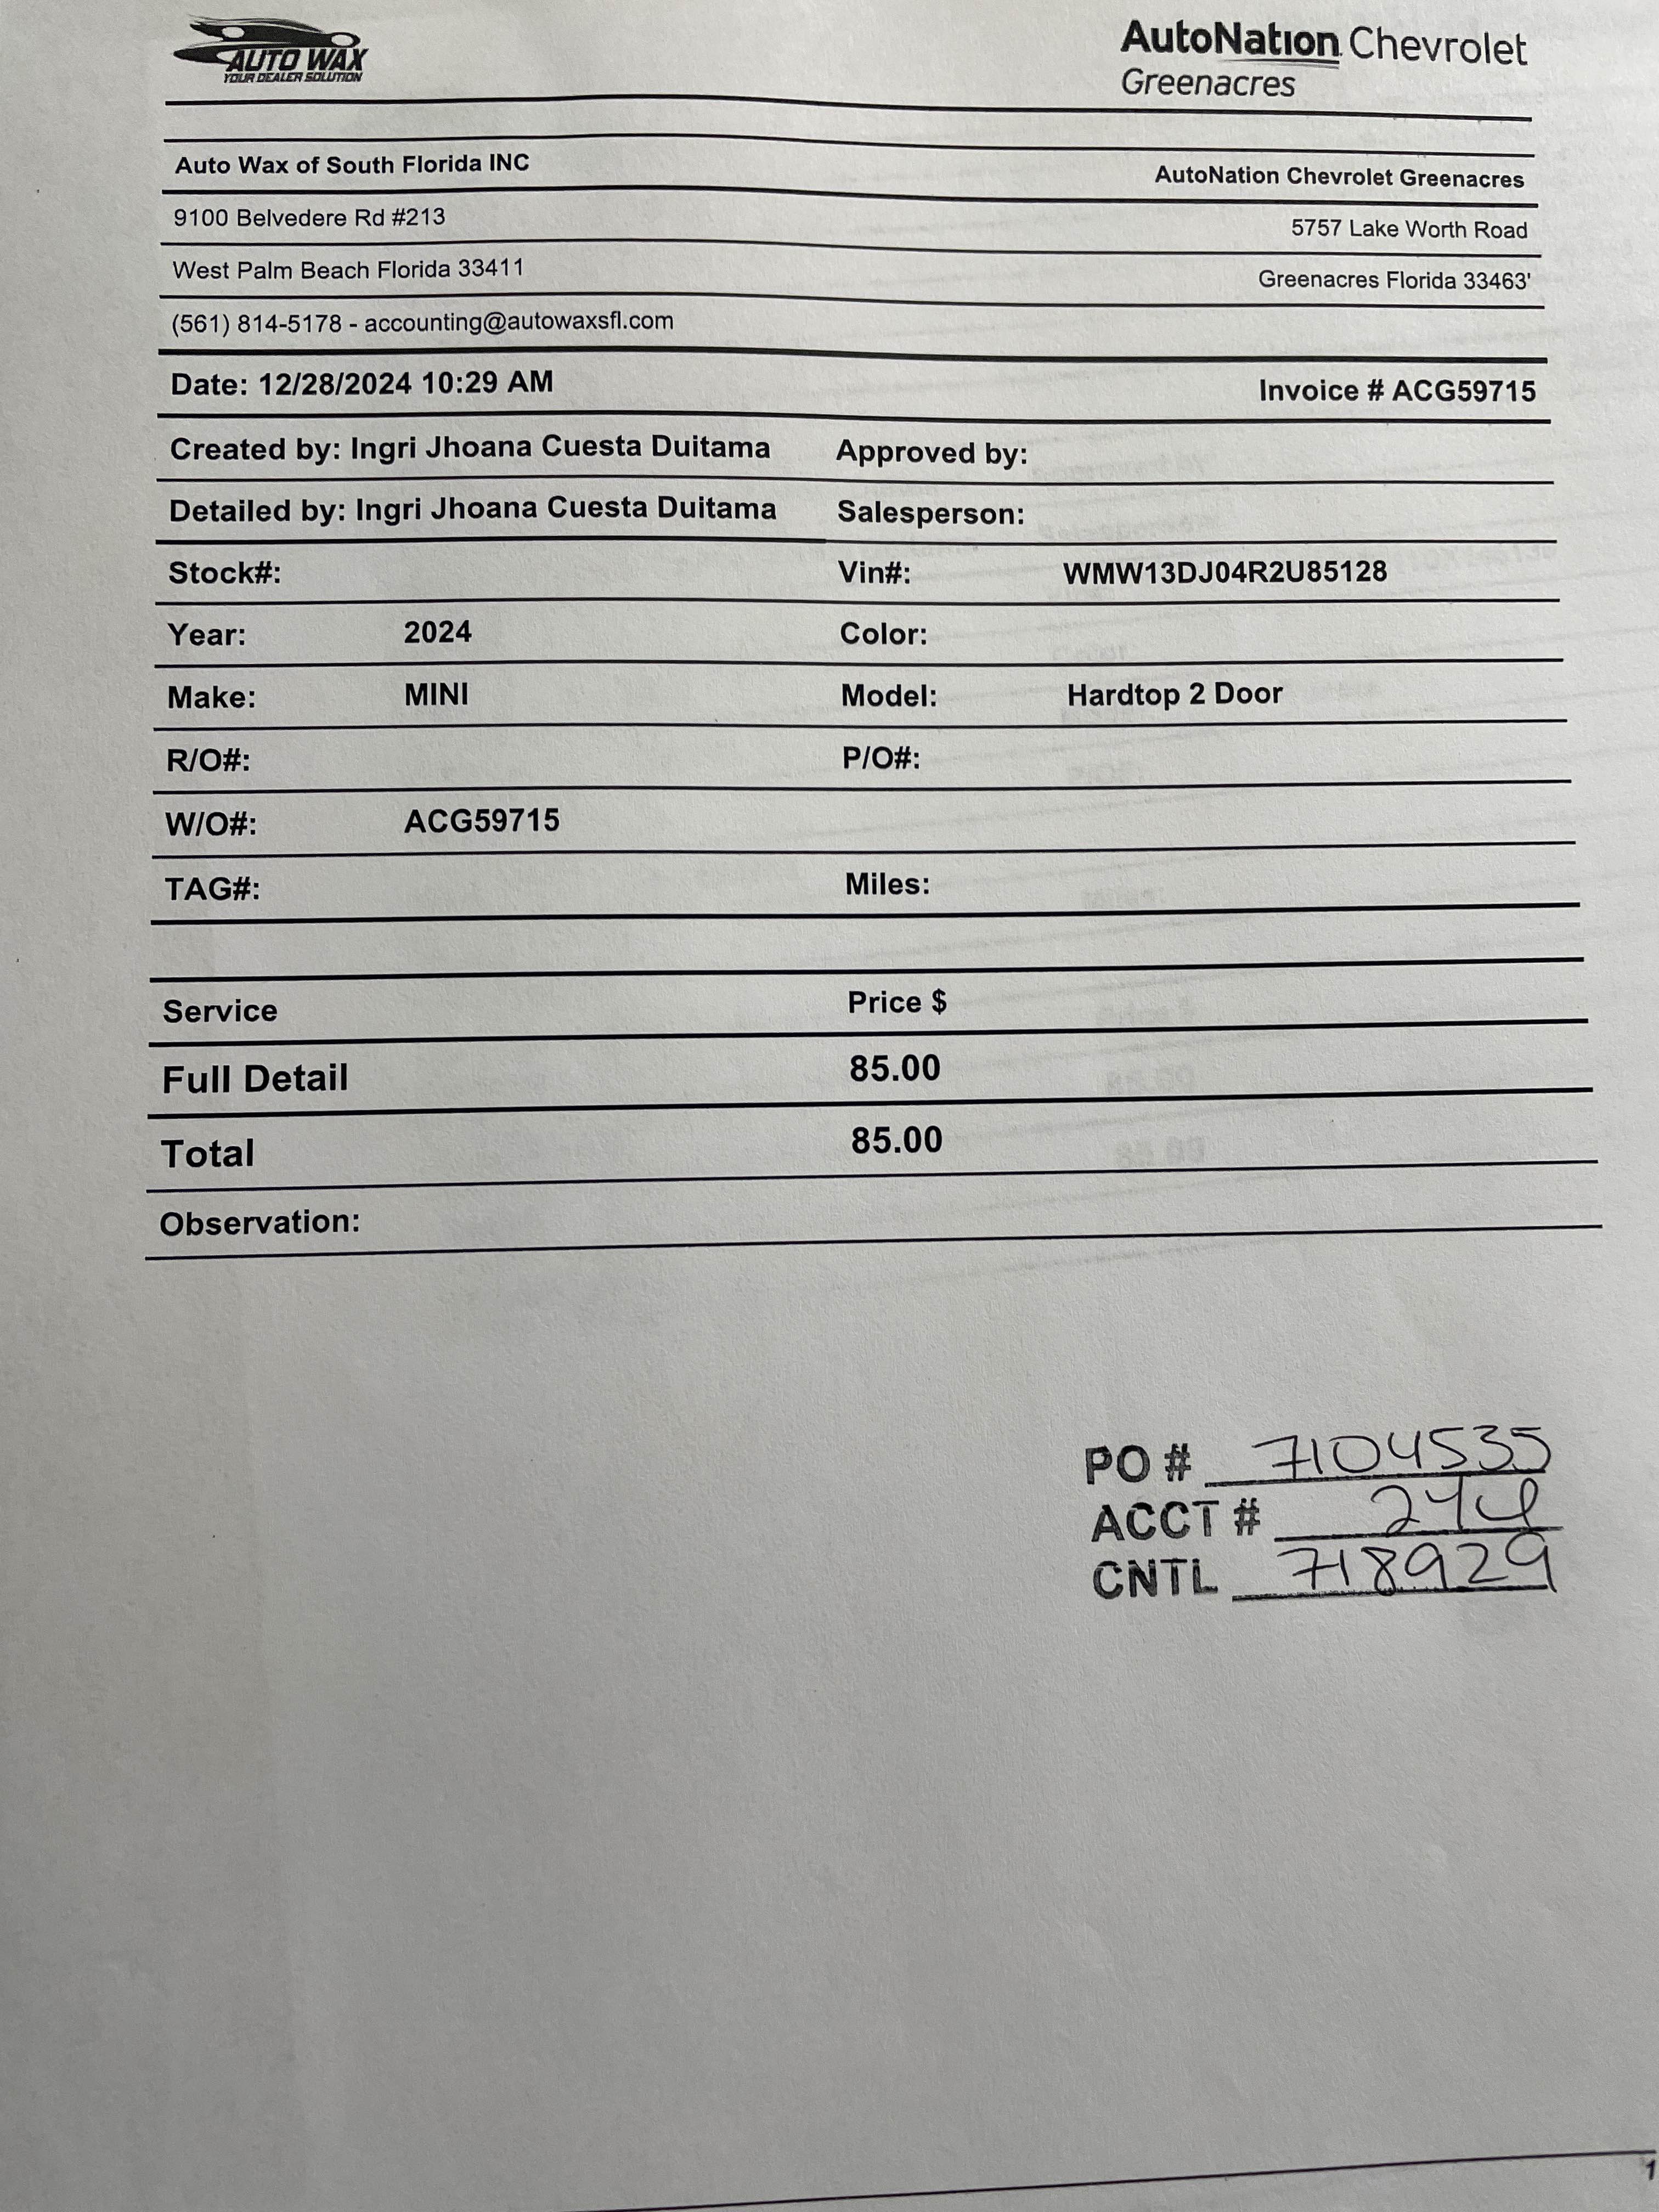 AUTO WAX
YOUR DEALER SOLUTION
AutoNation Chevrolet
Greenacres
Auto Wax of South Florida INC
AutoNation Chevrolet Greenacres
9100 Belvedere Rd #213
5757 Lake Worth Road
West Palm Beach Florida 33411
Greenacres Florida 33463'
(561) 814-5178 - accounting@autowaxsfl.com
Date: 12/28/2024 10:29 AM Invoice # ACG59715
Created by: Ingri Jhoana Cuesta Duitama Approved by:
Detailed by: Ingri Jhoana Cuesta Duitama Salesperson:
Stock#: Vin#: WMW13DJ04R2U85128
Year: 2024 Color:
Make: MINI Model: Hardtop 2 Door
R/O#: P/O#:
W/O#: ACG59715
TAG#: Miles:
Service Price $
Full Detail 85.00
Total 85.00
Observation:
PO # 7104535
ACCT #
CNTL 718929
1